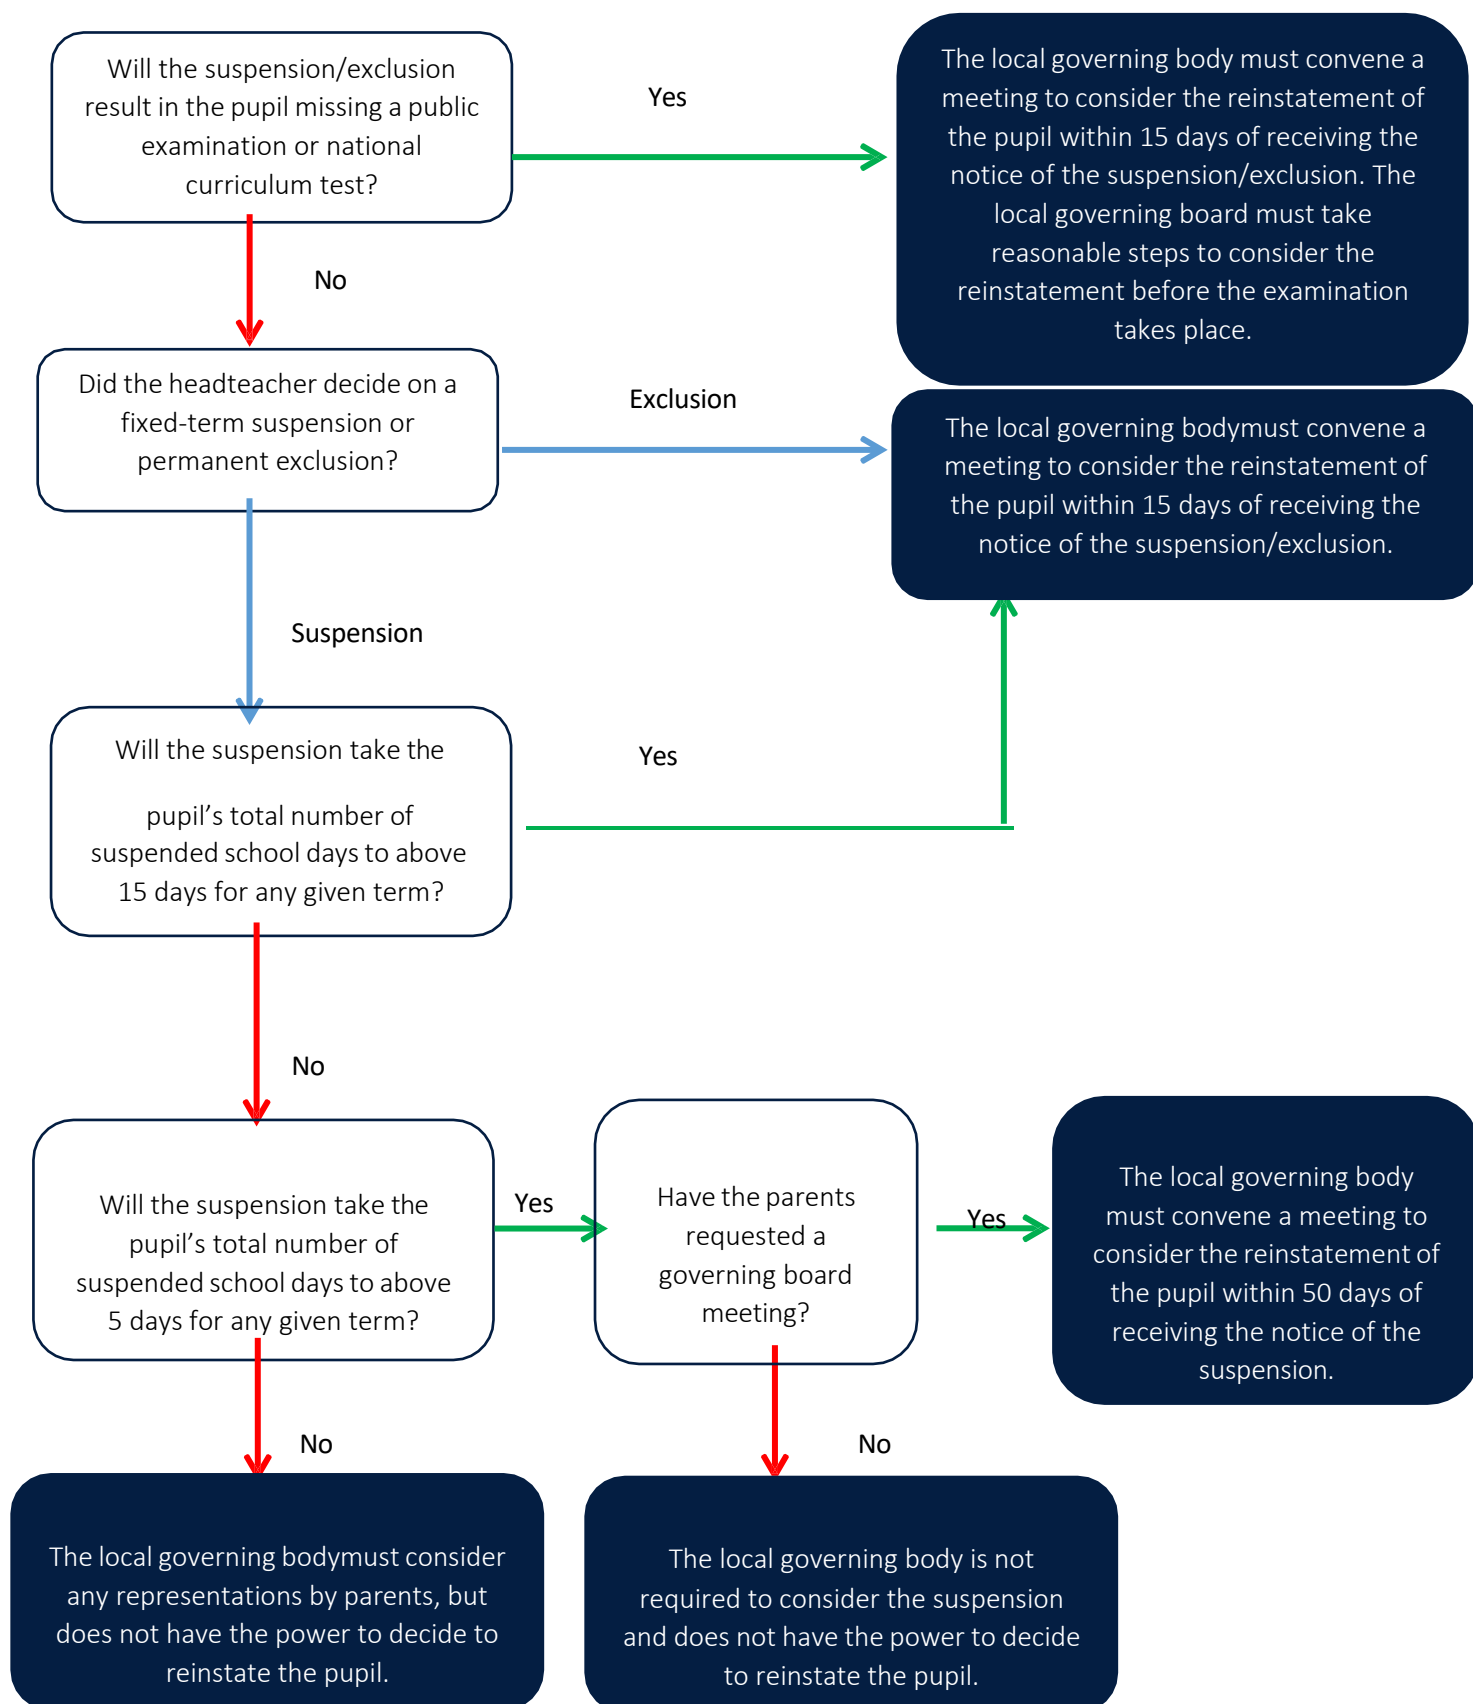 Will the suspension/exclusion
result in the pupil missing a public
examination or national
curriculum test?
Yes
The local governing body must convene a
meeting to consider the reinstatement of
the pupil within 15 days of receiving the
notice of the suspension/exclusion. The
local governing board must take
reasonable steps to consider the
reinstatement before the examination
takes place.
No
Did the headteacher decide on a
fixed-term suspension or
permanent exclusion?
Exclusion
The local governing bodymust convene a
meeting to consider the reinstatement of
the pupil within 15 days of receiving the
notice of the suspension/exclusion.
Suspension
Will the suspension take the
pupil’s total number of
suspended school days to above
15 days for any given term?
Yes
No
Will the suspension take the
pupil’s total number of
suspended school days to above
5 days for any given term?
Yes
Have the parents
requested a
governing board
meeting?
Yes
The local governing body
must convene a meeting to
consider the reinstatement of
the pupil within 50 days of
receiving the notice of the
suspension.
No
No
The local governing bodymust consider
any representations by parents, but
does not have the power to decide to
reinstate the pupil.
The local governing body is not
required to consider the suspension
and does not have the power to decide
to reinstate the pupil.